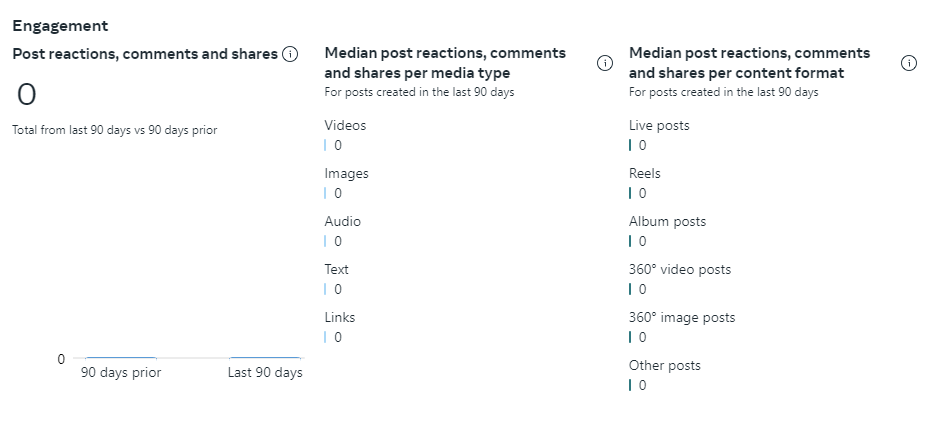 Engagement
Post reactions, comments and shares
0
Total from last 90 days vs 90 days prior
0
90 days prior
Last 90 days
Median post reactions, comments
and shares per media type
For posts created in the last 90 days
Videos
0
Images
0
Audio
0
Text
0
Links
0
Median post reactions, comments
and shares per content format
For posts created in the last 90 days
Live posts
0
Reels
0
Album posts
0
360° video posts
0
360° image posts
0
Other posts
0